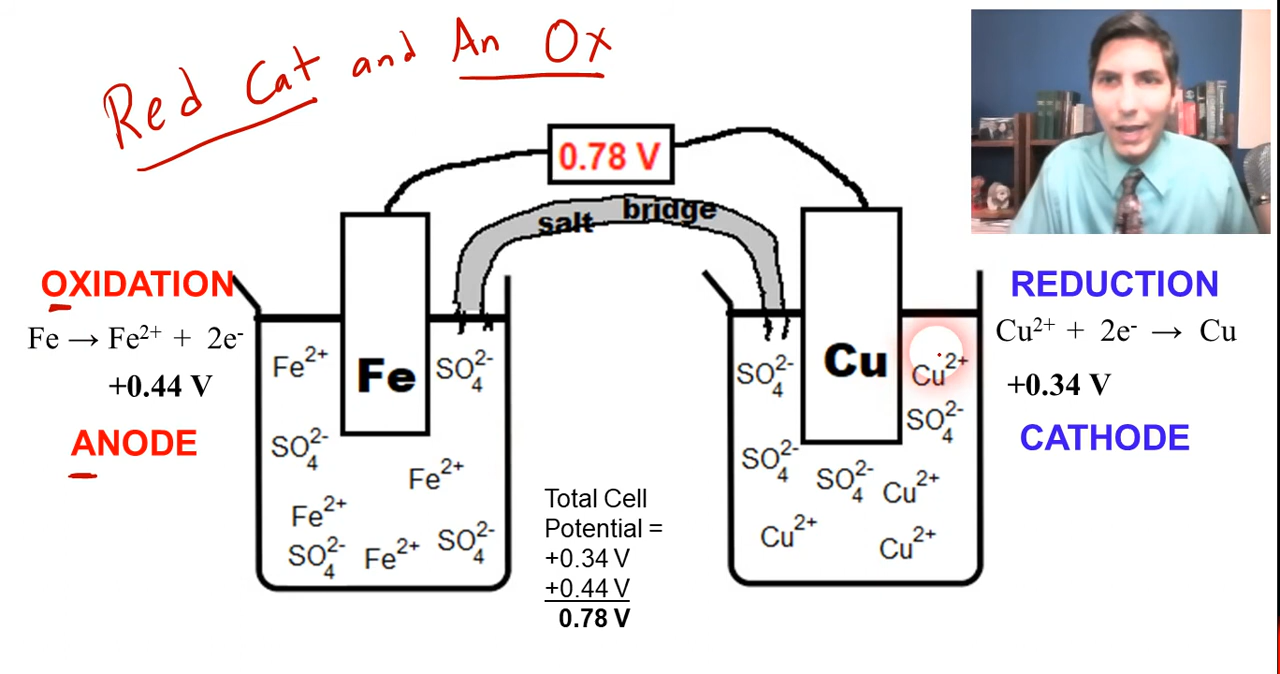 Red Cat and An Ox
0.78 V
salt bridge
OXIDATION
Fe → Fe²⁺ + 2e⁻
+0.44 V
ANODE
Fe²⁺
Fe
SO₄²⁻
SO₄²⁻
Fe²⁺
Fe²⁺
SO₄²⁻
Fe²⁺
SO₄²⁻
Total Cell
Potential =
+0.34 V
+0.44 V
0.78 V
SO₄²⁻
Cu
Cu²⁺
SO₄²⁻
SO₄²⁻
SO₄²⁻
Cu²⁺
Cu²⁺
Cu²⁺
REDUCTION
Cu²⁺ + 2e⁻ → Cu
+0.34 V
CATHODE